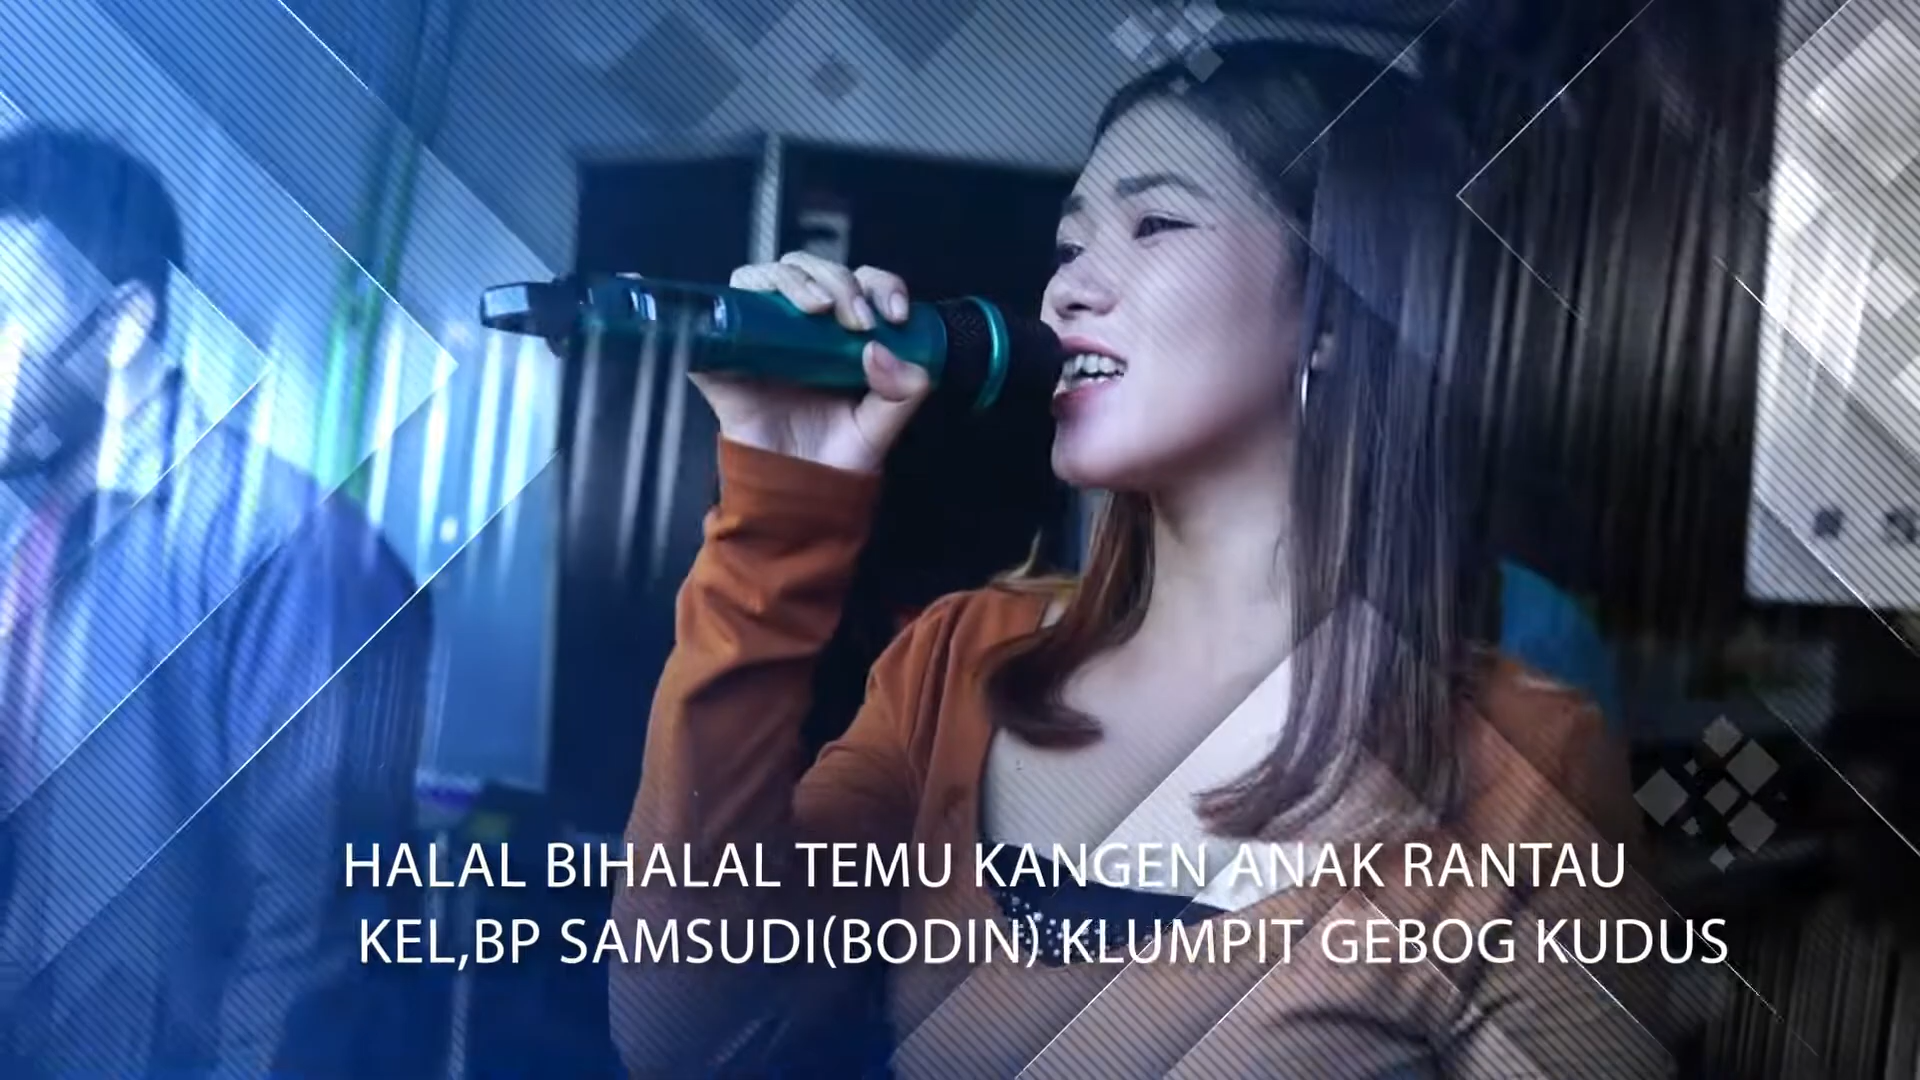 HALAL BIHALAL TEMU KANGEN ANAK RANTAU
KEL,BP SAMSUDI(BODIN) KLUMPIT GEBOG KUDUS